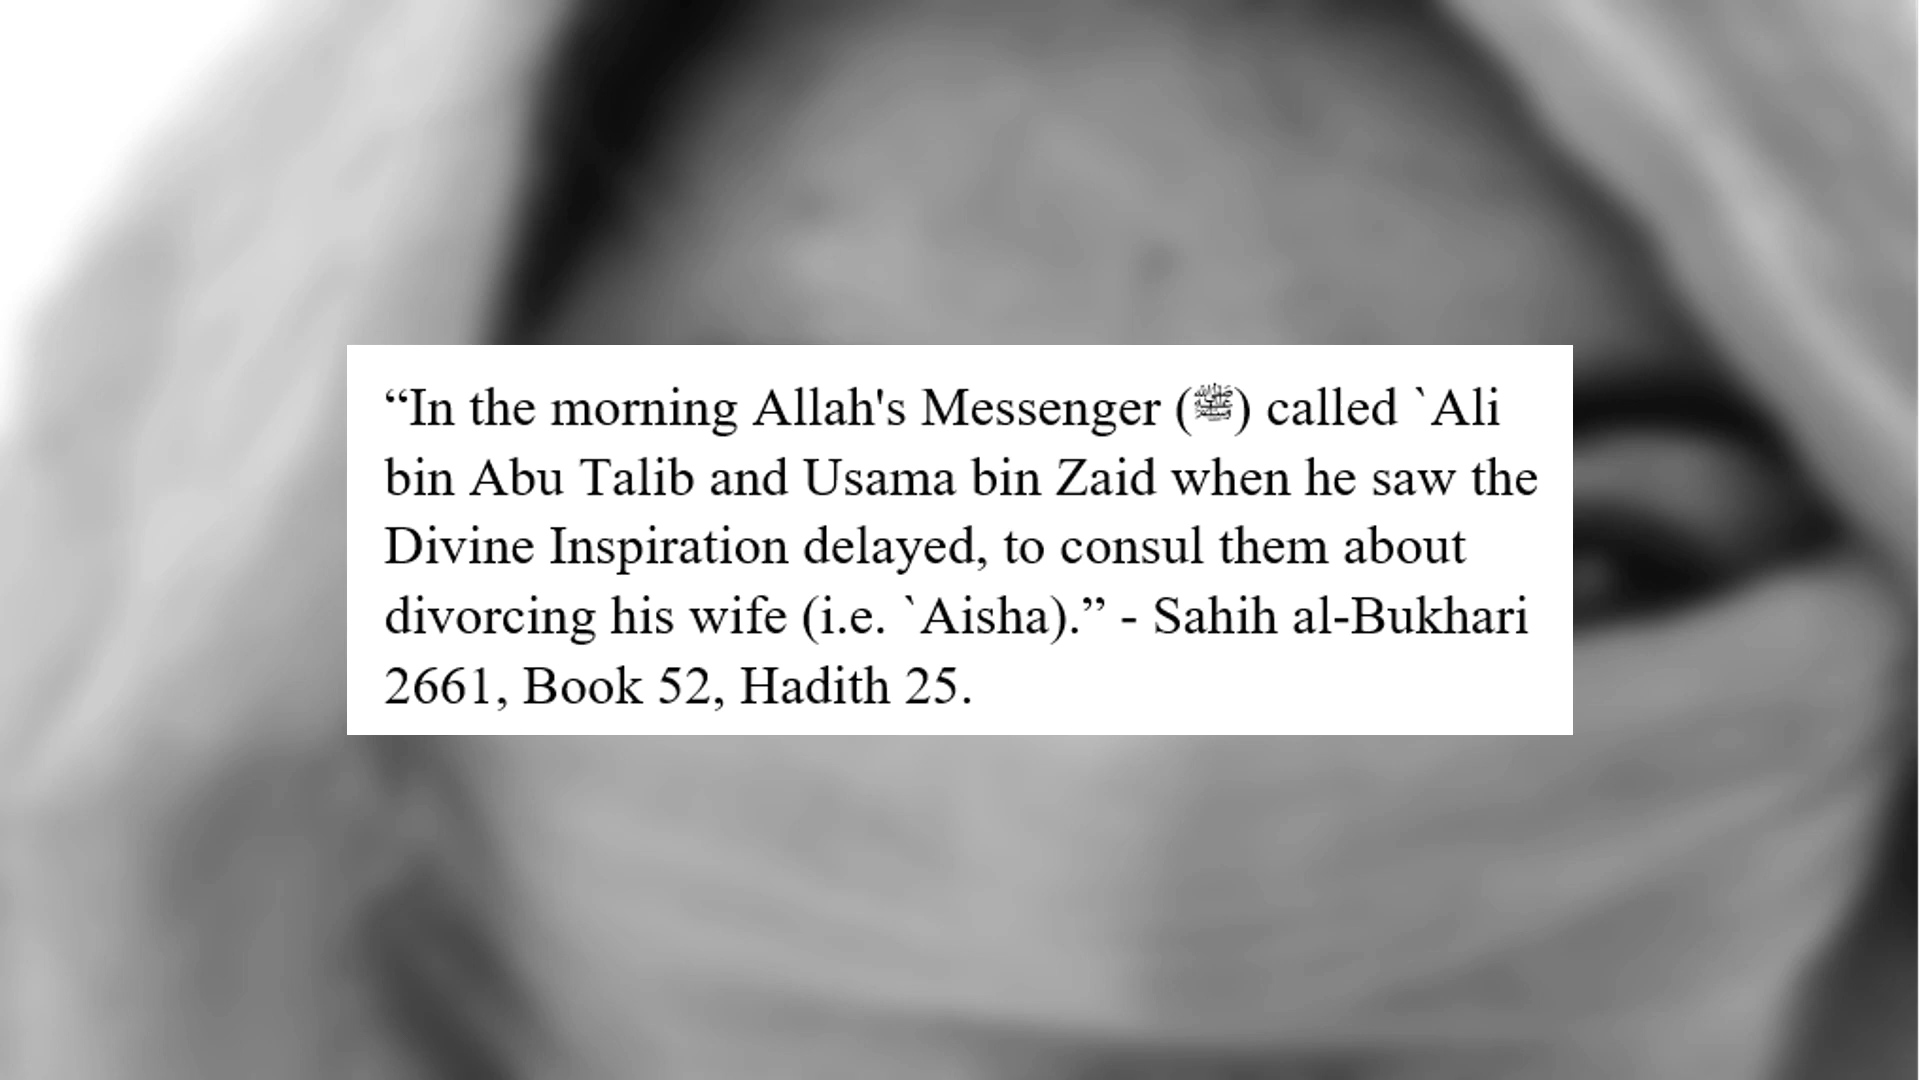 “In the morning Allah's Messenger (ﷺ) called `Ali
bin Abu Talib and Usama bin Zaid when he saw the
Divine Inspiration delayed, to consul them about
divorcing his wife (i.e. `Aisha).” - Sahih al-Bukhari
2661, Book 52, Hadith 25.